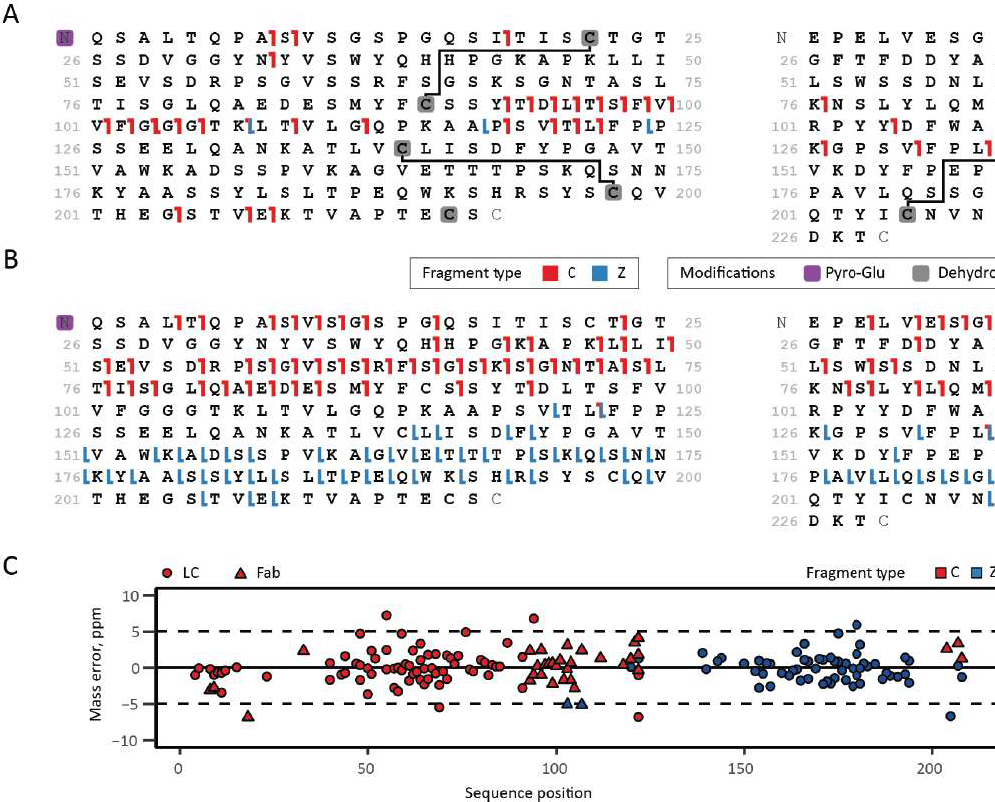 A
N Q S A L T Q P A S V S G S P G Q S I T I S C T G T 25
26 S S D V G G Y N Y V S W Y Q H H P G K A P K L L I 50
51 S E V S D R P S G V S S R F S G S K S G N T A S L 75
76 T I S G L Q A E D E S M Y F C S S Y T D L T S F V 100
101 V F G G G T K L T V L G Q P K A A P S V T L F P P 125
126 S S E E L Q A N K A T L V C L I S D F Y P G A V T 150
151 V A W K A D S S P V K A G V E T T T P S K Q S N N 175
176 K Y A A S S Y L S L T P E Q W K S H R S Y S C Q V 200
201 T H E G S T V E K T V A P T E C S C
N E P E L V E S G
26 G F T F D D Y A
51 L S W S S D N L
76 K N S L Y L Q M
101 R P Y Y D F W A
126 K G P S V F P L
151 V K D Y F P E P
176 P A V L Q S S G
201 Q T Y I C N V N
226 D K T C
B
Fragment type C Z
Modifications Pyro-Glu Dehydro
N Q S A L T Q P A S V S G S P G Q S I T I S C T G T 25
26 S S D V G G Y N Y V S W Y Q H H P G K A P K L L I 50
51 S E V S D R P S G V S S R F S G S K S G N T A S L 75
76 T I S G L Q A E D E S M Y F C S S Y T D L T S F V 100
101 V F G G G T K L T V L G Q P K A A P S V T L F P P 125
126 S S E E L Q A N K A T L V C L I S D F Y P G A V T 150
151 V A W K A D S S P V K A G V E T T T P S K Q S N N 175
176 K Y A A S S Y L S L T P E Q W K S H R S Y S C Q V 200
201 T H E G S T V E K T V A P T E C S C
N E P E L V E S G
26 G F T F D D Y A
51 L S W S S D N L
76 K N S L Y L Q M
101 R P Y Y D F W A
126 K G P S V F P L
151 V K D Y F P E P
176 P A V L Q S S G
201 Q T Y I C N V N
226 D K T C
C
LC Fab
Fragment type C Z
Mass error, ppm
10
5
0
−5
−10
0 50 100 150 200
Sequence position